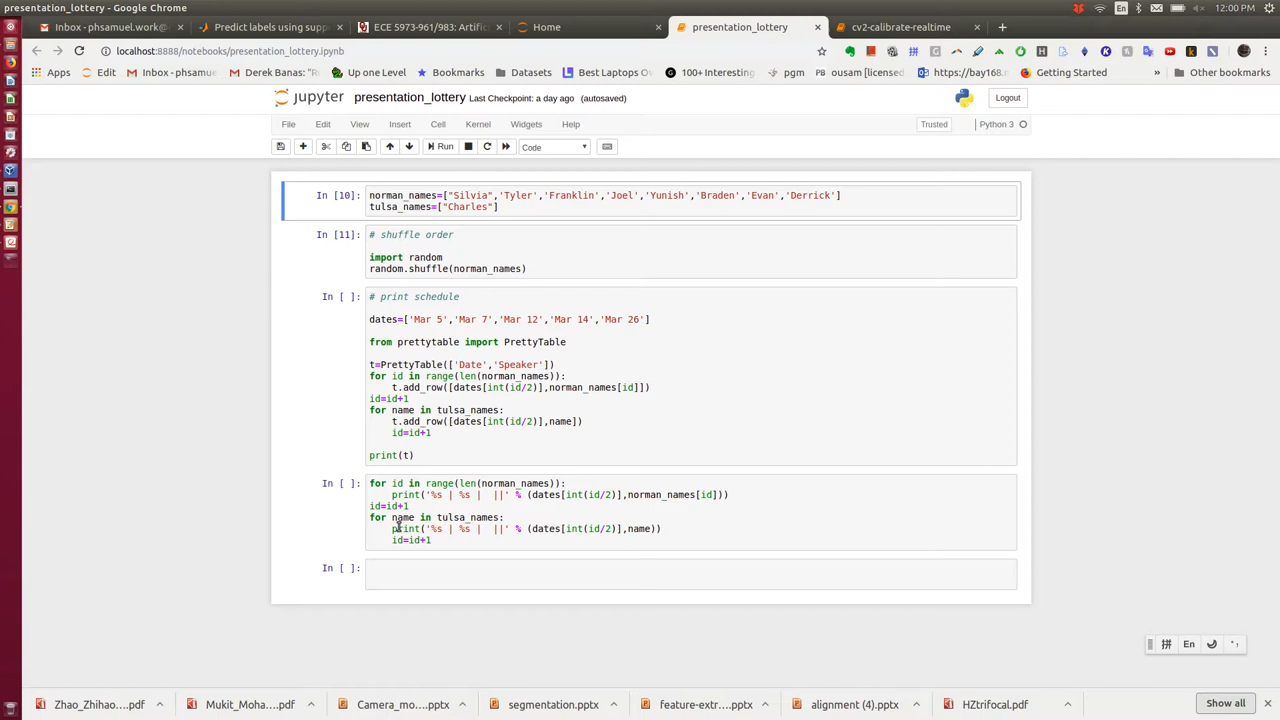 presentation_lottery - Google Chrome
En
12:00 PM
Inbox - phsamuel.work@
Predict labels using supp
ECE 5973-961/983: Artific
Home
presentation_lottery
cv2-calibrate-realtime
localhost:8888/notebooks/presentation_lottery.ipynb
Apps
Edit
Inbox - phsamue
Derek Banas: "Ru
Up one Level
Bookmarks
Datasets
Best Laptops Ov
100+ Interesting
pgm
ousam [licensed
https://bay168.
Getting Started
»
Other bookmarks
jupyter
presentation_lottery Last Checkpoint: a day ago (autosaved)
Logout
File
Edit
View
Insert
Cell
Kernel
Widgets
Help
Trusted
Python 3
Run
Code
In [10]:
norman_names=["Silvia",'Tyler','Franklin','Joel','Yunish','Braden','Evan','Derrick']
tulsa_names=["Charles"]
In [11]:
# shuffle order
import random
random.shuffle(norman_names)
In [ ]:
# print schedule
dates=['Mar 5','Mar 7','Mar 12','Mar 14','Mar 26']
from prettytable import PrettyTable
t=PrettyTable(['Date','Speaker'])
for id in range(len(norman_names)):
t.add_row([dates[int(id/2)],norman_names[id]])
id=id+1
for name in tulsa_names:
t.add_row([dates[int(id/2)],name])
id=id+1
print(t)
In [ ]:
for id in range(len(norman_names)):
print('%s | %s |  ||' % (dates[int(id/2)],norman_names[id]))
id=id+1
for name in tulsa_names:
print('%s | %s |  ||' % (dates[int(id/2)],name))
id=id+1
In [ ]:
拼
En
Zhao_Zhihao....pdf
Mukit_Moha....pdf
Camera_mo....pptx
segmentation.pptx
feature-extr....pptx
alignment (4).pptx
HZtrifocal.pdf
Show all